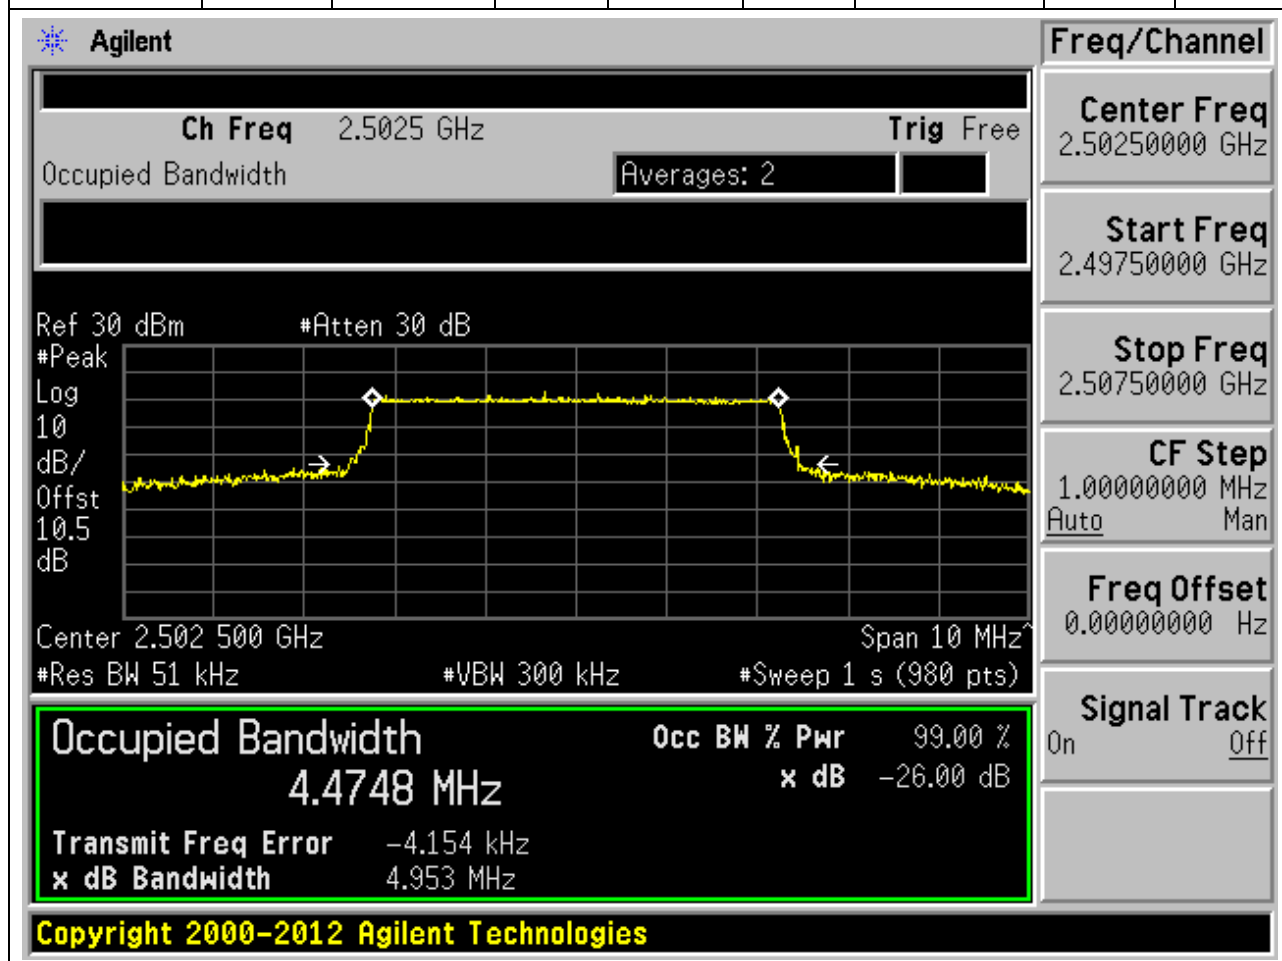 Agilent
Freq/Channel
Ch Freq 2.5025 GHz Trig Free
Occupied Bandwidth Averages: 2
Center Freq
2.50250000 GHz
Start Freq
2.49750000 GHz
Stop Freq
2.50750000 GHz
CF Step
1.00000000 MHz
Auto Man
Freq Offset
0.00000000 Hz
Signal Track
On Off
Ref 30 dBm #Atten 30 dB
#Peak
Log
10
dB/
Offst
10.5
dB
Center 2.502 500 GHz Span 10 MHz^
#Res BW 51 kHz #VBW 300 kHz #Sweep 1 s (980 pts)
Occupied Bandwidth Occ BW % Pwr 99.00 %
4.4748 MHz x dB -26.00 dB
Transmit Freq Error -4.154 kHz
x dB Bandwidth 4.953 MHz
Copyright 2000-2012 Agilent Technologies